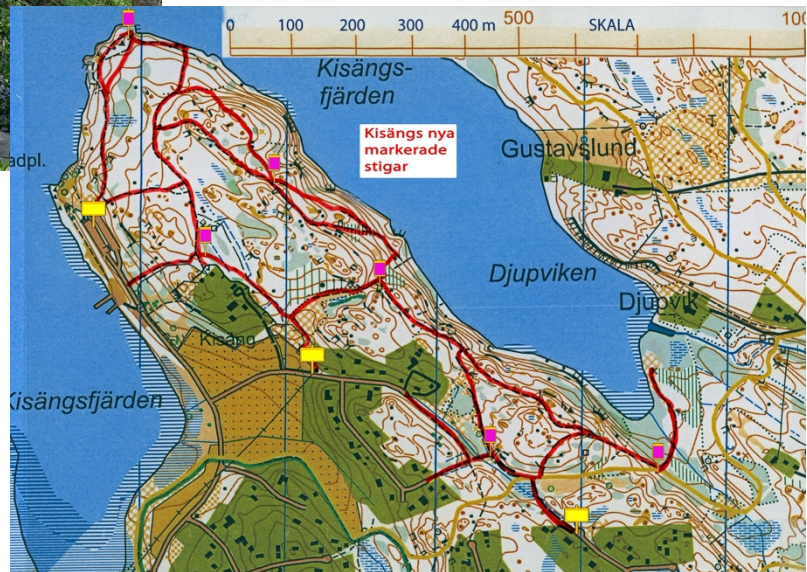 0 100 200 300 400 m 500 SKALA 100
Kisängs-
fjärden
Kisängs nya
markerade
stigar
Gustavslund
adpl.
Djupviken
Djupvik
Kisäng
Kisängsfjärden